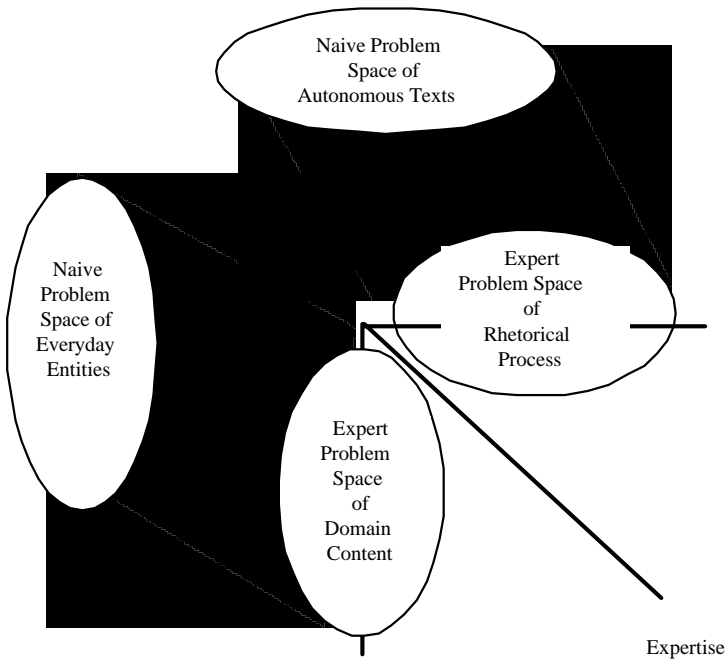 Naive Problem
Space of
Autonomous Texts
Naive
Problem
Space of
Everyday
Entities
Expert
Problem Space
of
Rhetorical
Process
Expert
Problem
Space
of
Domain
Content
Expertise